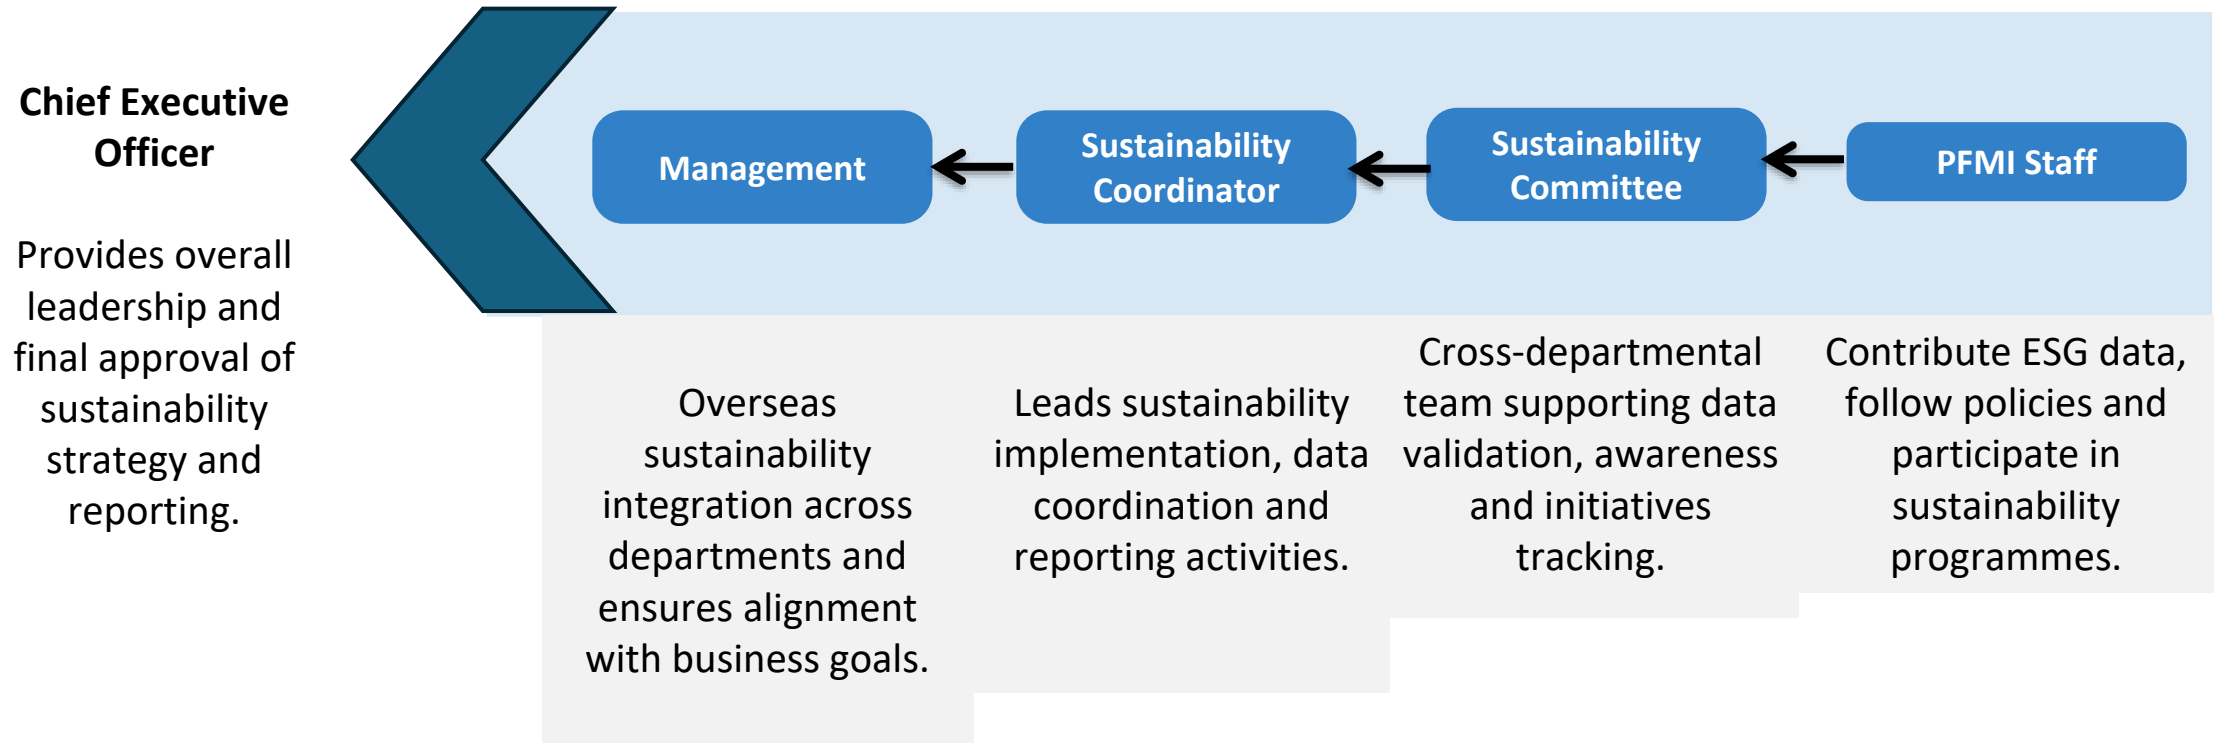 Chief Executive
Officer
Provides overall
leadership and
final approval of
sustainability
strategy and
reporting.
Management
Sustainability
Coordinator
Sustainability
Committee
PFMI Staff
Overseas
sustainability
integration across
departments and
ensures alignment
with business goals.
Leads sustainability
implementation, data
coordination and
reporting activities.
Cross-departmental
team supporting data
validation, awareness
and initiatives
tracking.
Contribute ESG data,
follow policies and
participate in
sustainability
programmes.